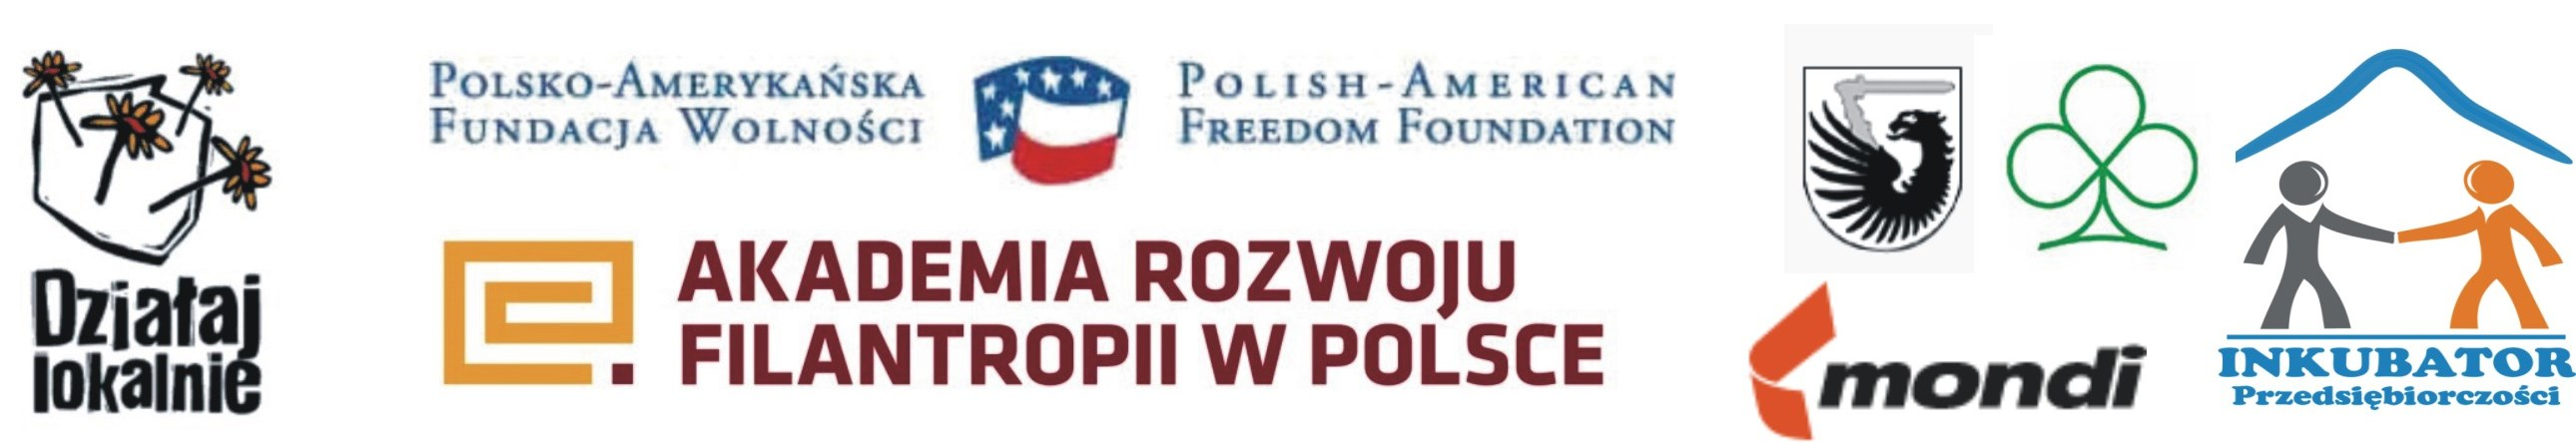 Działaj
lokalnie
POLSKO-AMERYKAŃSKA
FUNDACJA WOLNOŚCI
POLISH-AMERICAN
FREEDOM FOUNDATION
AKADEMIA ROZWOJU
FILANTROPII W POLSCE
mondi
INKUBATOR
Przedsiębiorczości